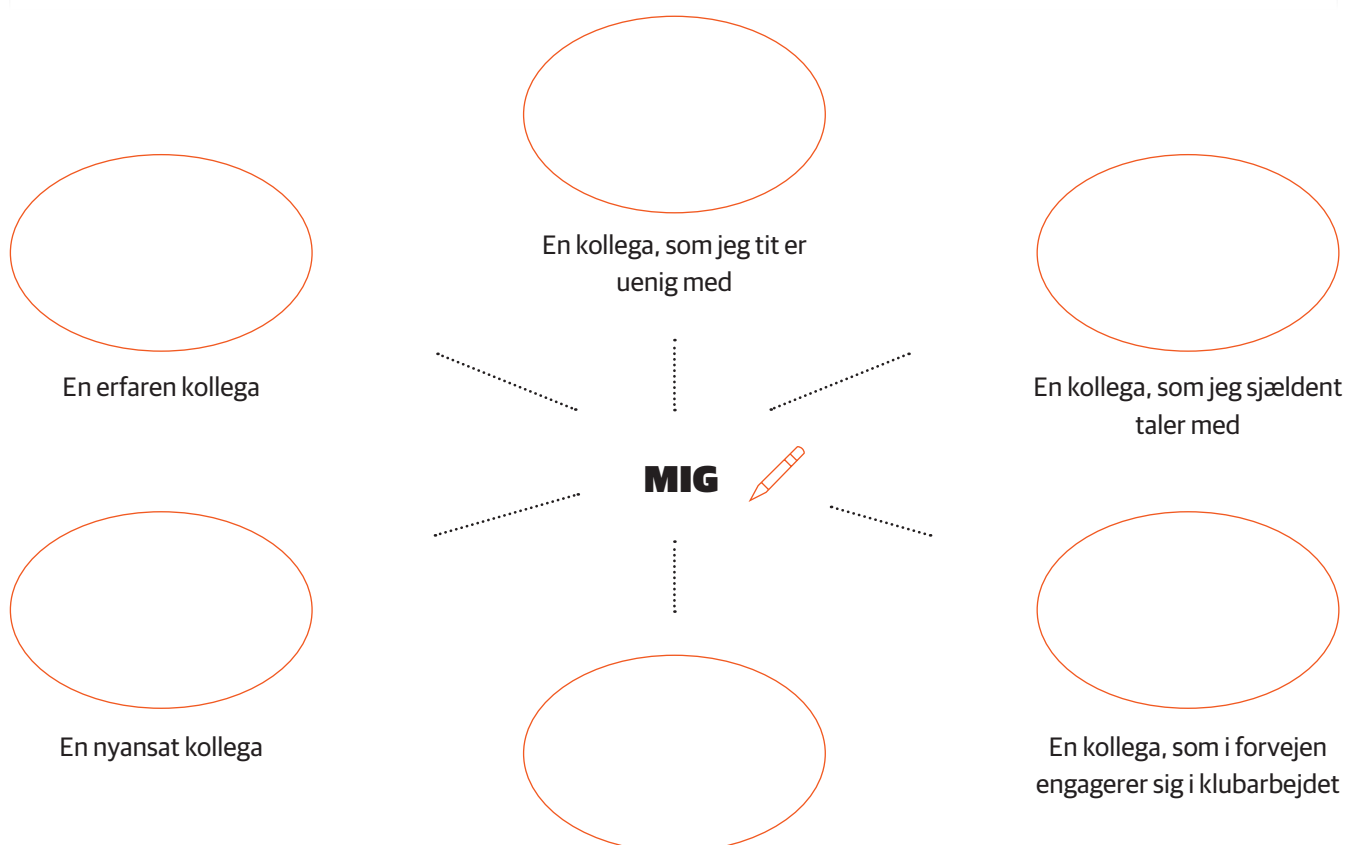 En kollega, som jeg tit er
uenig med
En erfaren kollega
En kollega, som jeg sjældent
taler med
MIG
En nyansat kollega
En kollega, som i forvejen
engagerer sig i klubarbejdet